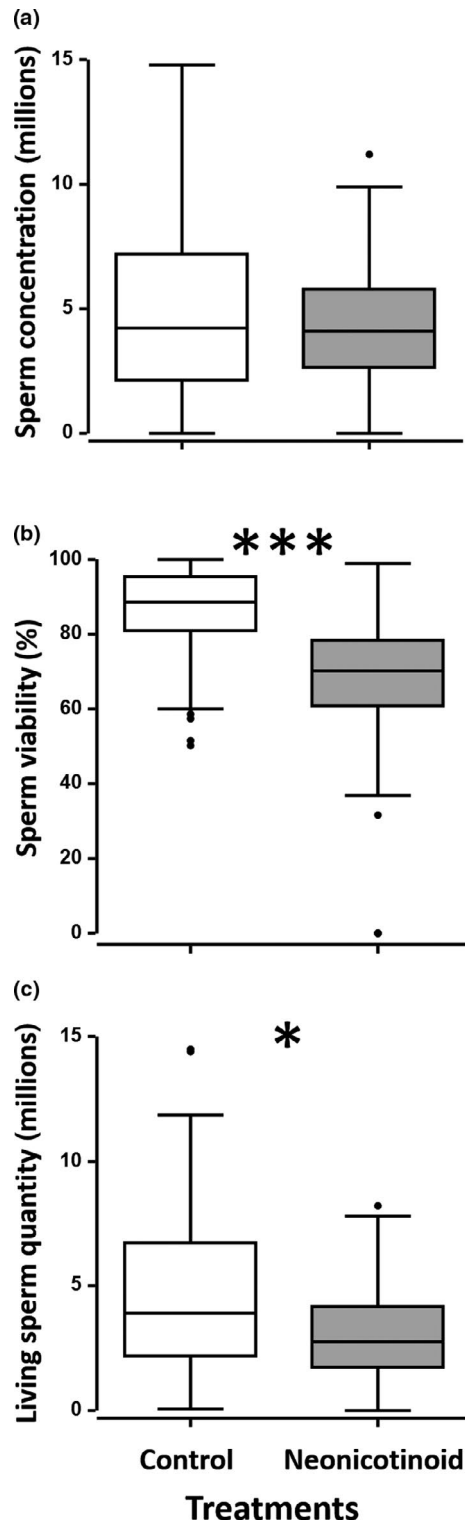 (a)
Sperm concentration (millions)
15
10
5
0
(b)
***
Sperm viability (%)
100
80
60
40
20
0
(c)
*
Living sperm quantity (millions)
15
10
5
0
Control Neonicotinoid
Treatments